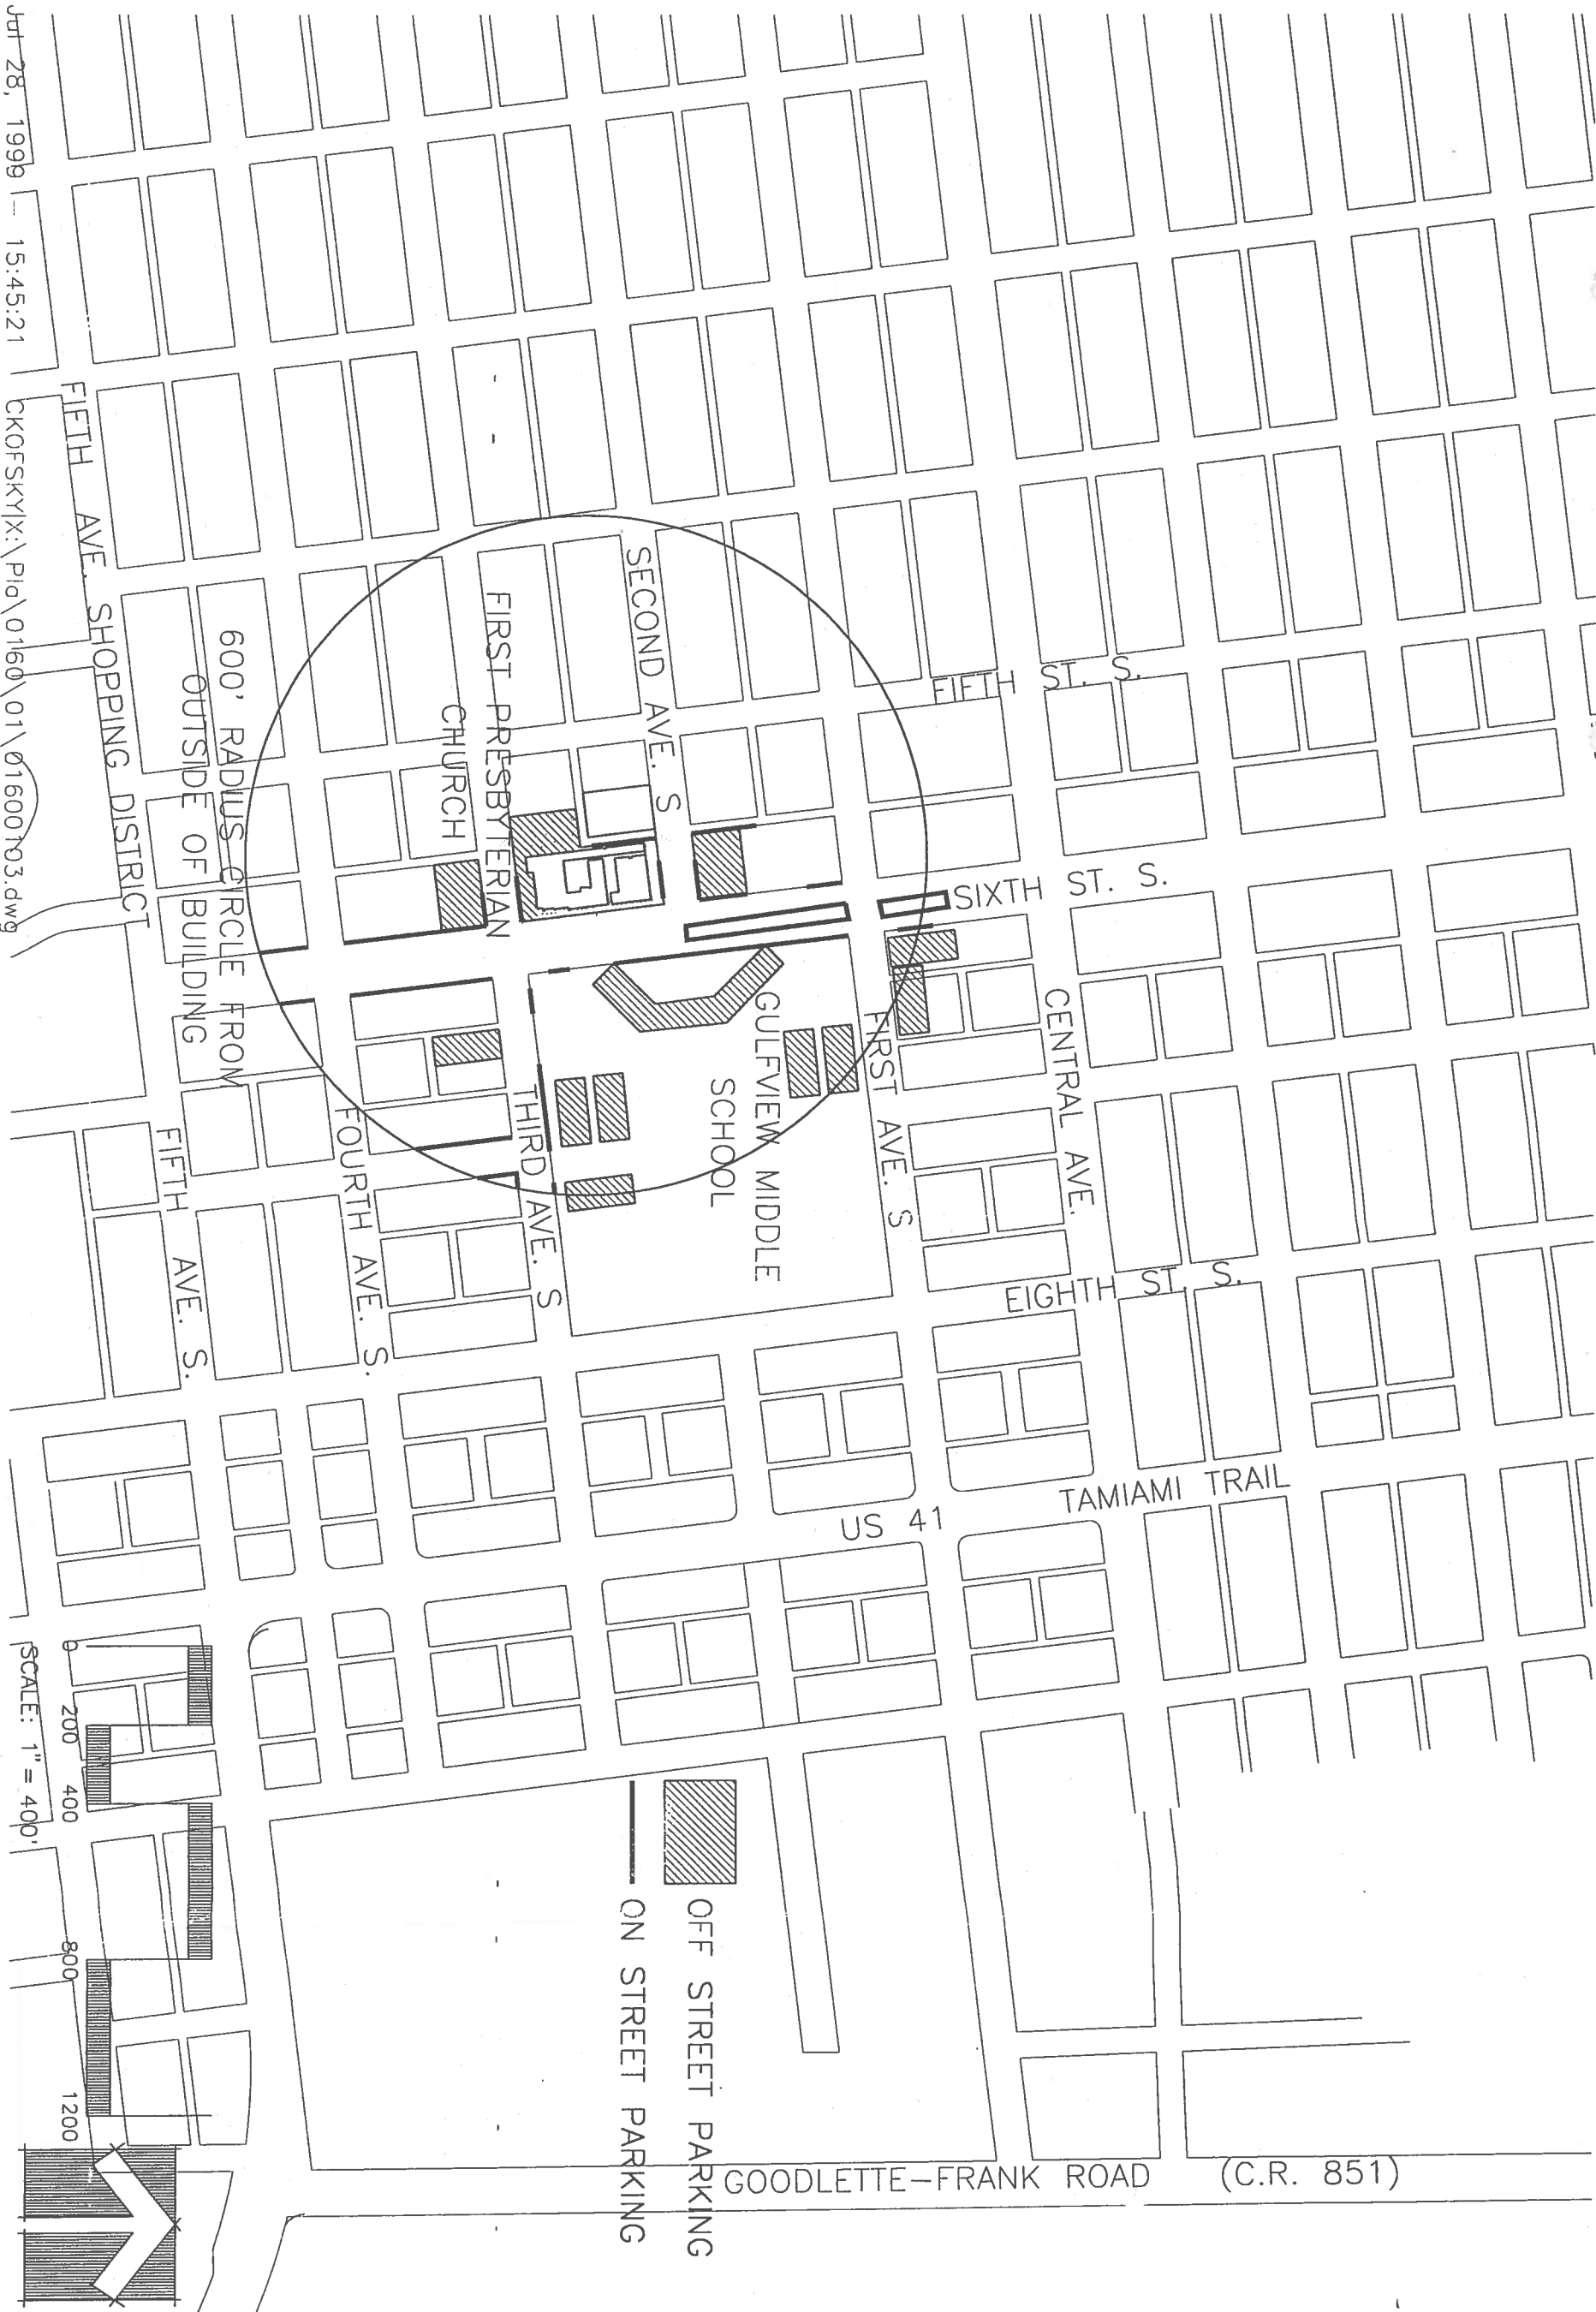 Jul 28, 1999 — 15:45:21 CKOFSKY|X:\Pla\0160\01\01600103.dwg
FIFTH ST. S.
SIXTH ST. S.
CENTRAL AVE.
FIRST AVE. S
EIGHTH ST. S.
TAMIAMI TRAIL
US 41
GOODLETTE-FRANK ROAD (C.R. 851)
SECOND AVE. S
FIRST PRESBYTERIAN
CHURCH
GULFVIEW MIDDLE
SCHOOL
THIRD AVE. S
FOURTH AVE. S.
FIFTH AVE. S.
600' RADIUS CIRCLE FROM
OUTSIDE OF BUILDING
FIFTH AVE. SHOPPING DISTRICT
OFF STREET PARKING
ON STREET PARKING
0 200 400 800 1200
SCALE: 1" = 400'